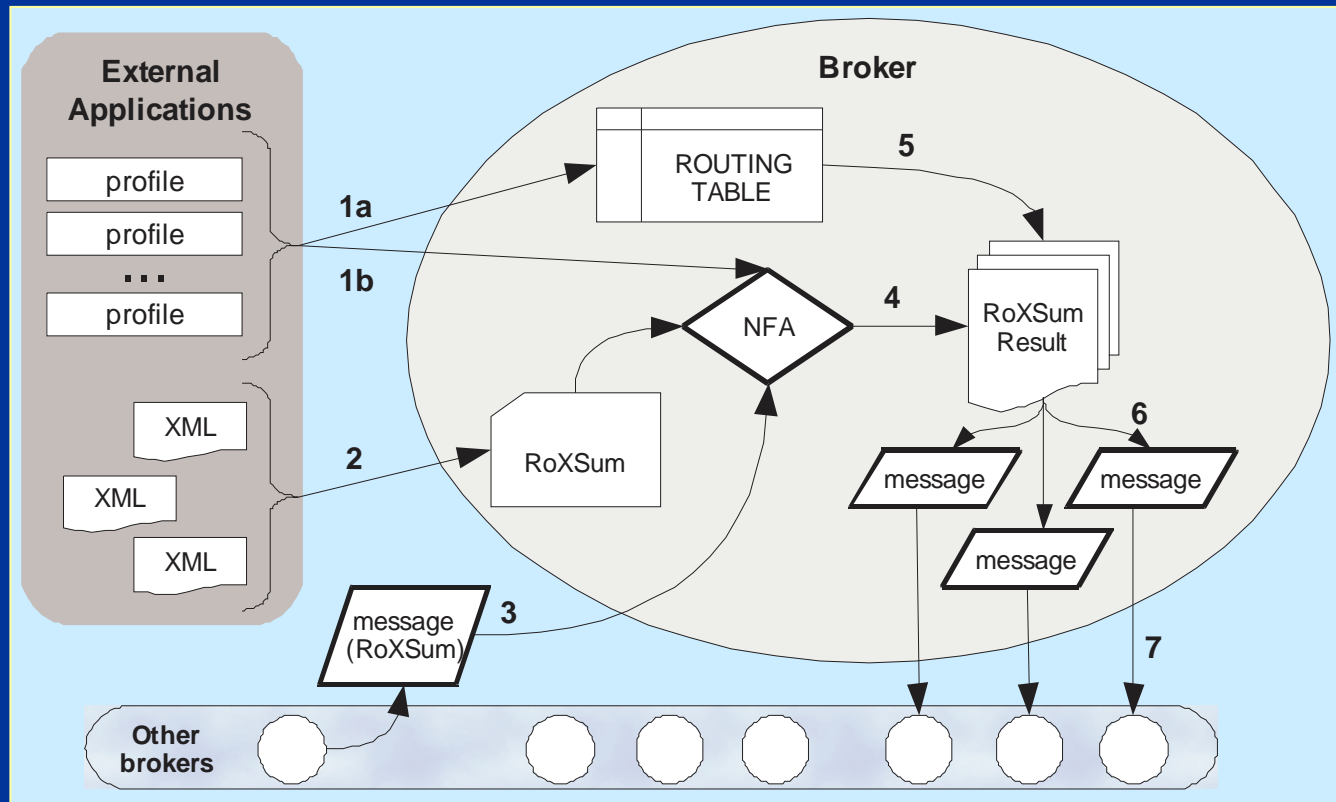 External
Applications
profile
profile
...
profile
XML
XML
XML
1a
1b
2
Broker
ROUTING
TABLE
5
NFA
4
RoXSum
Result
RoXSum
6
message
message
message
message
(RoXSum)
3
7
Other
brokers